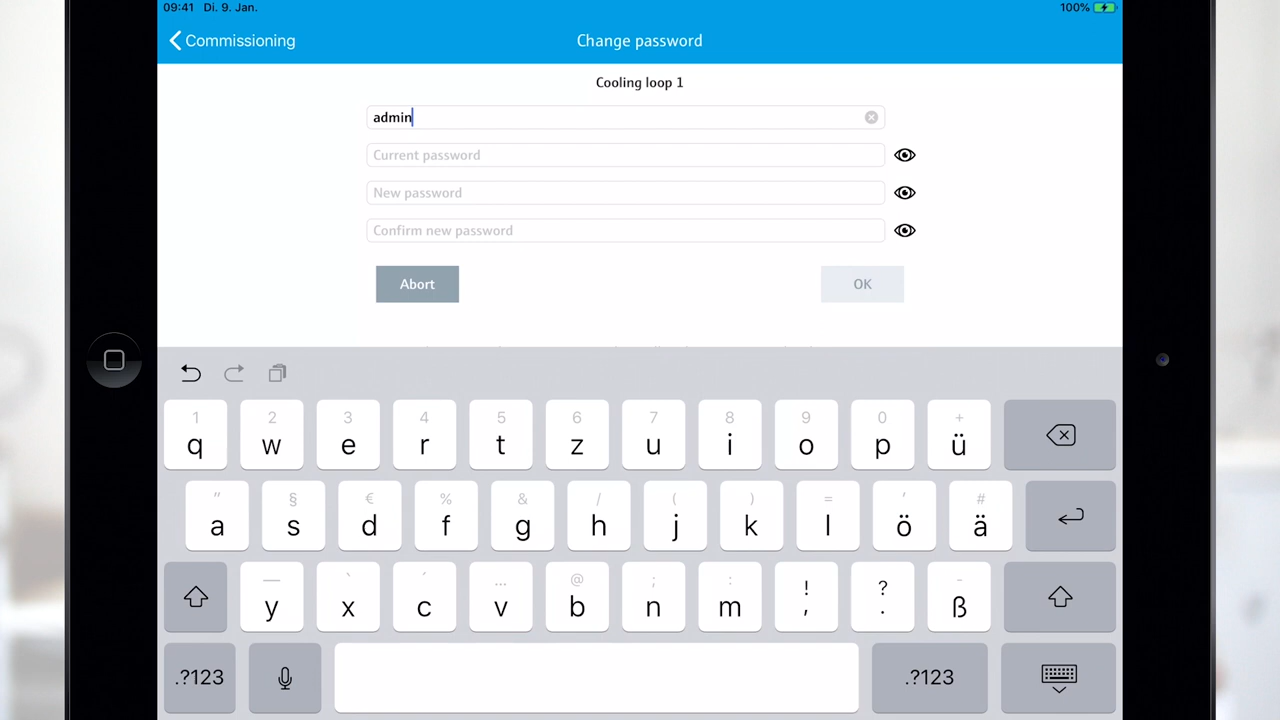 09:41 Di. 9. Jan. 100%
Commissioning Change password
Cooling loop 1
admin
Current password
New password
Confirm new password
Abort OK
1 2 3 4 5 6 7 8 9 0 +
q w e r t z u i o p ü
" § € % & / ( ) = ' #
a s d f g h j k l ö ä
— ` ´ ... @ ; : ! ? -
y x c v b n m , . ß
.?123 .?123